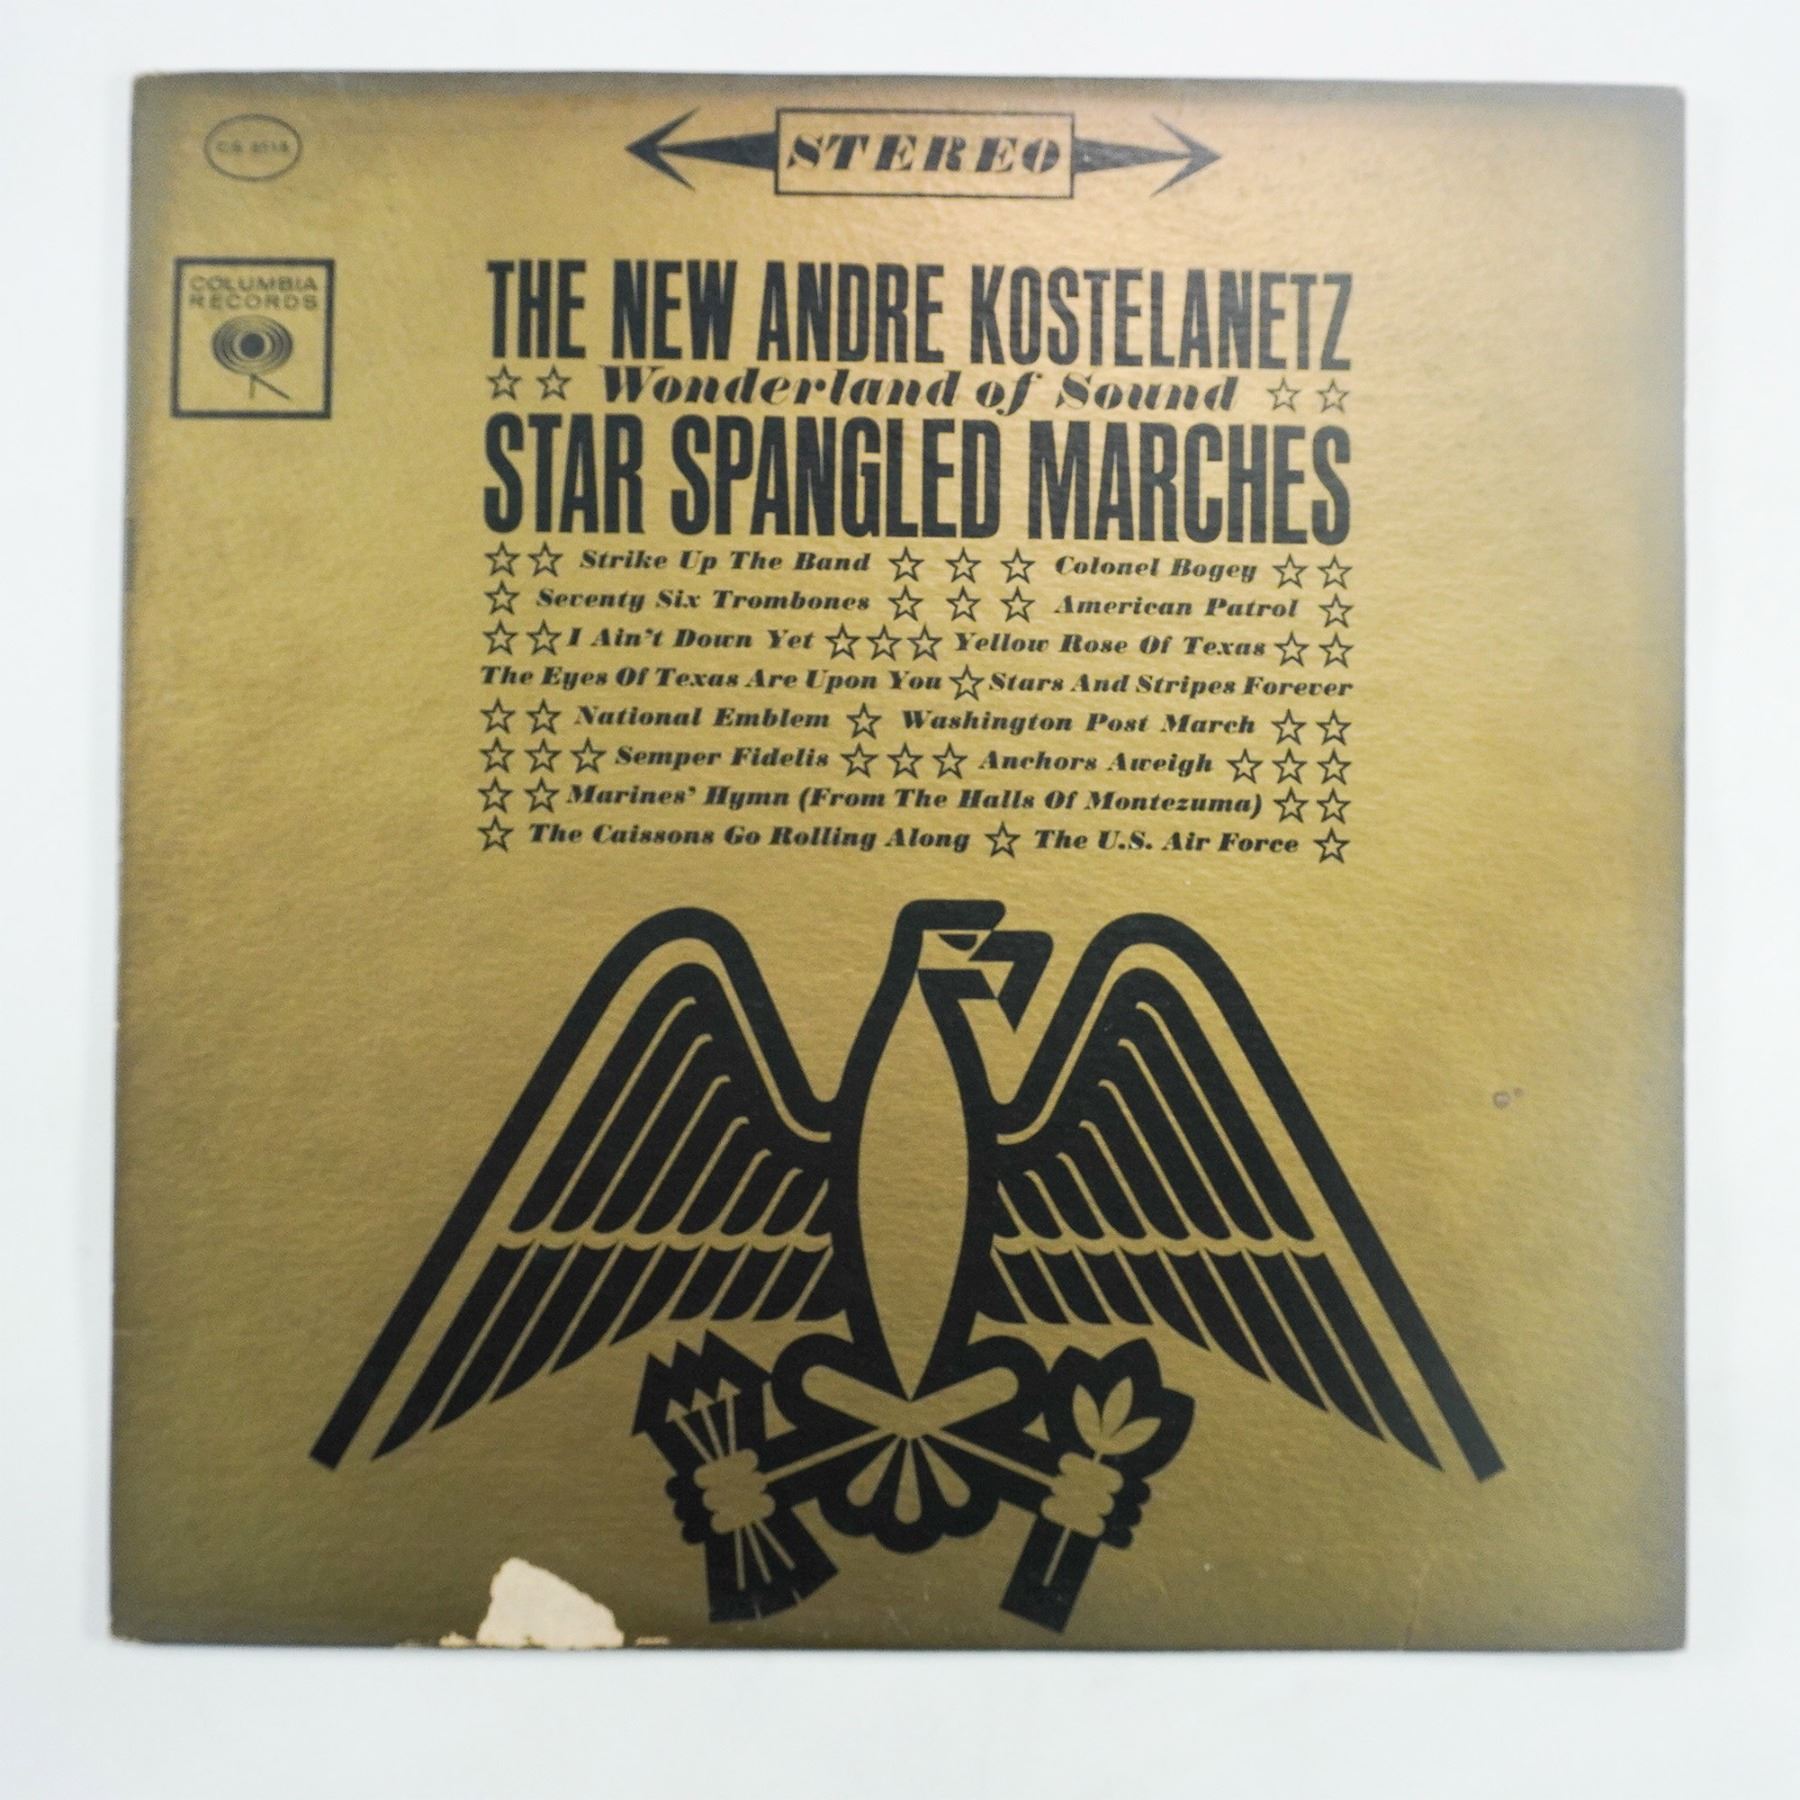 STEREO
COLUMBIA
RECORDS
THE NEW ANDRE KOSTELANETZ
Wonderland of Sound
STAR SPANGLED MARCHES
Strike Up The Band Colonel Bogey
Seventy Six Trombones American Patrol
I Ain't Down Yet Yellow Rose Of Texas
The Eyes Of Texas Are Upon You Stars And Stripes Forever
National Emblem Washington Post March
Semper Fidelis Anchors Aweigh
Marines' Hymn (From The Halls Of Montezuma)
The Caissons Go Rolling Along The U.S. Air Force